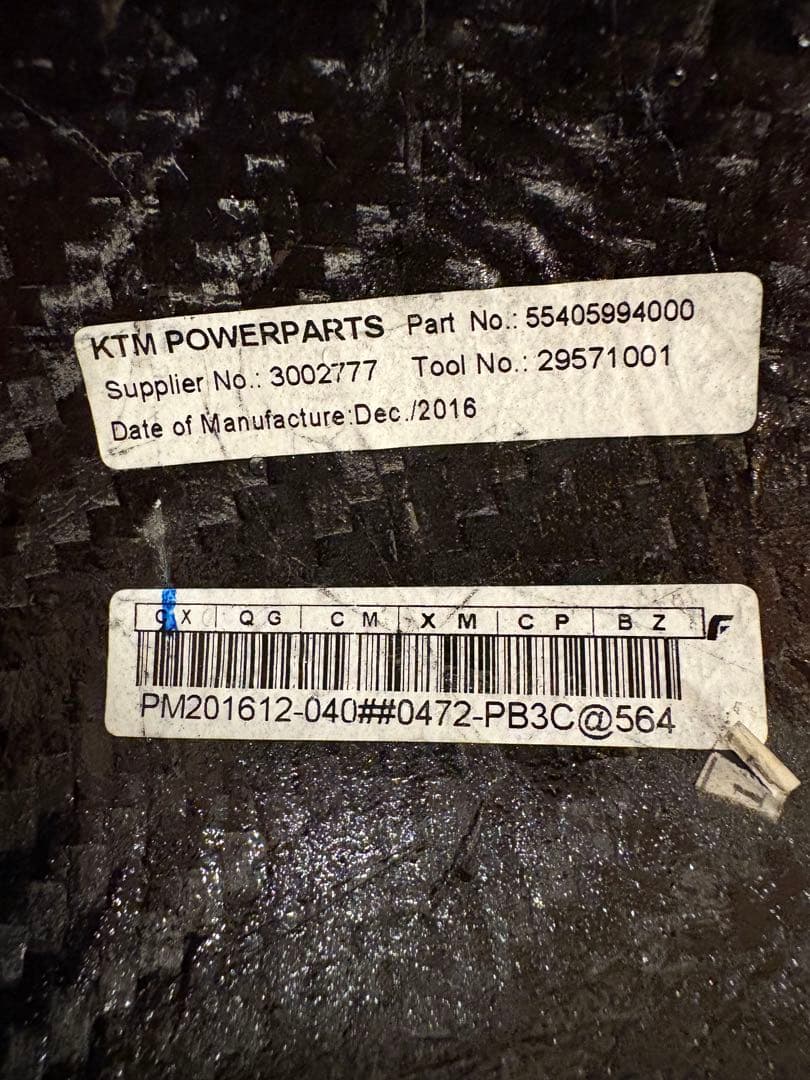 KTM POWERPARTS Part No.: 55405994000
Supplier No.: 3002777 Tool No.: 29571001
Date of Manufacture:Dec./2016
X QG CM XM CP BZ F
PM201612-040##0472-PB3C@564